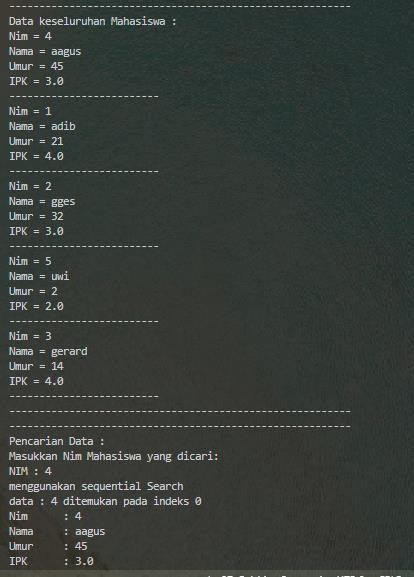 ---------------------------------------------------------
Data keseluruhan Mahasiswa :
Nim = 4
Nama = aagus
Umur = 45
IPK = 3.0
-------------------------
Nim = 1
Nama = adib
Umur = 21
IPK = 4.0
-------------------------
Nim = 2
Nama = gges
Umur = 32
IPK = 3.0
-------------------------
Nim = 5
Nama = uwi
Umur = 2
IPK = 2.0
-------------------------
Nim = 3
Nama = gerard
Umur = 14
IPK = 4.0
-------------------------
---------------------------------------------------------
---------------------------------------------------------
Pencarian Data :
Masukkan Nim Mahasiswa yang dicari:
NIM : 4
menggunakan sequential Search
data : 4 ditemukan pada indeks 0
Nim      : 4
Nama     : aagus
Umur     : 45
IPK      : 3.0